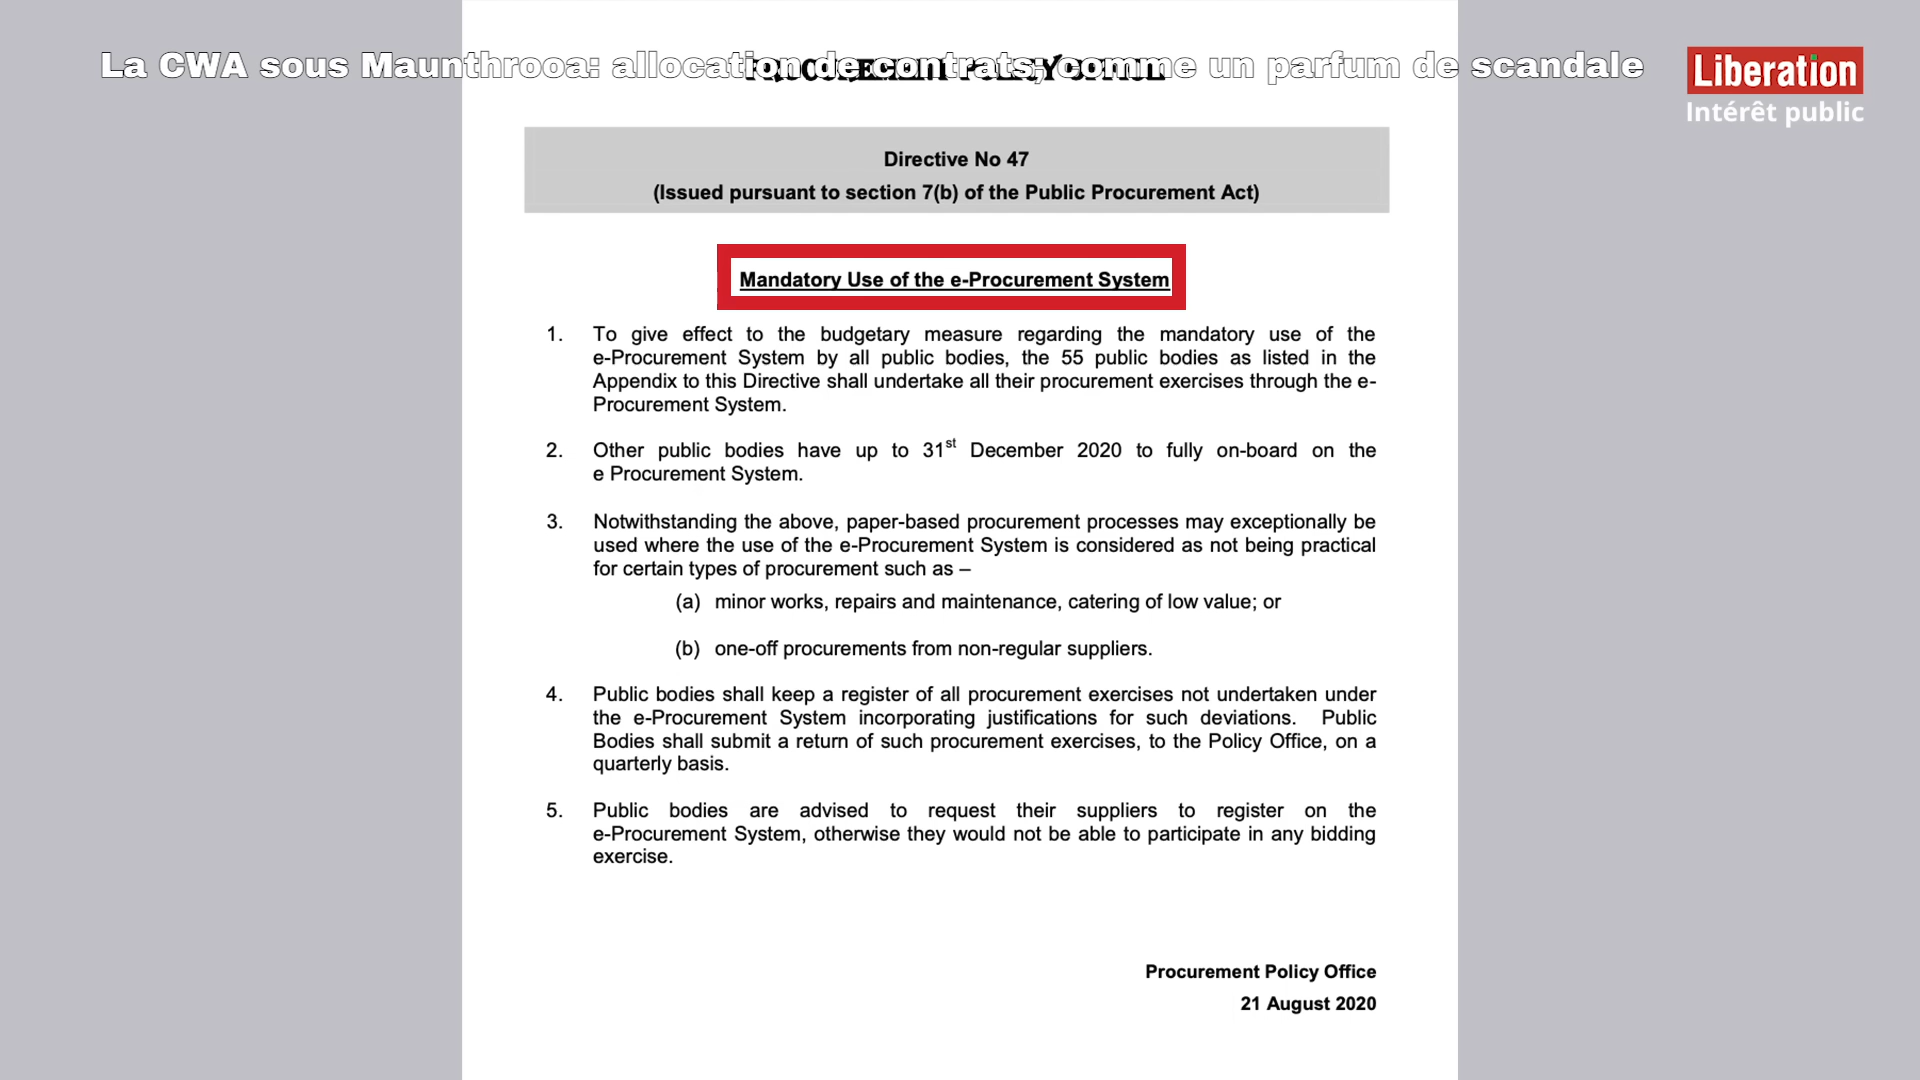 La CWA sous Maunthrooa: allocation de contrats, comme un parfum de scandale
Liberation
Intérêt public
PROCUREMENT POLICY OFFICE
Directive No 47
(Issued pursuant to section 7(b) of the Public Procurement Act)
Mandatory Use of the e-Procurement System
1. To give effect to the budgetary measure regarding the mandatory use of the
e-Procurement System by all public bodies, the 55 public bodies as listed in the
Appendix to this Directive shall undertake all their procurement exercises through the e-
Procurement System.
2. Other public bodies have up to 31st December 2020 to fully on-board on the
e Procurement System.
3. Notwithstanding the above, paper-based procurement processes may exceptionally be
used where the use of the e-Procurement System is considered as not being practical
for certain types of procurement such as –
(a) minor works, repairs and maintenance, catering of low value; or
(b) one-off procurements from non-regular suppliers.
4. Public bodies shall keep a register of all procurement exercises not undertaken under
the e-Procurement System incorporating justifications for such deviations. Public
Bodies shall submit a return of such procurement exercises, to the Policy Office, on a
quarterly basis.
5. Public bodies are advised to request their suppliers to register on the
e-Procurement System, otherwise they would not be able to participate in any bidding
exercise.
Procurement Policy Office
21 August 2020